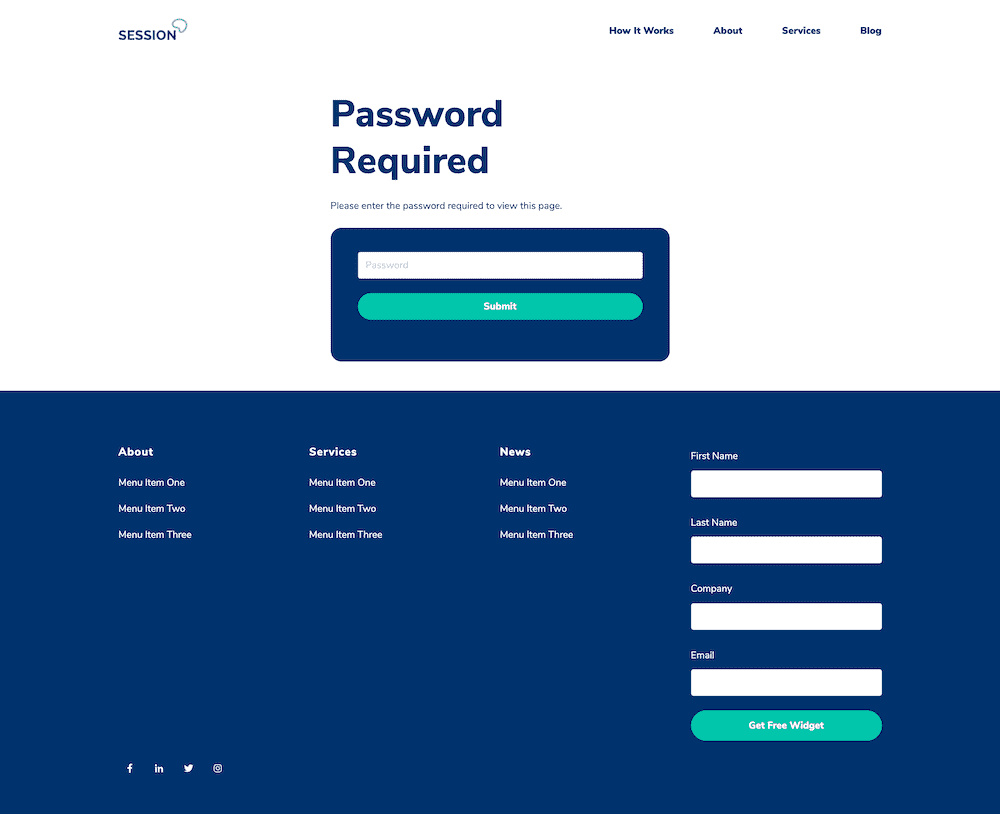 SESSION
How It Works About Services Blog
Password
Required
Please enter the password required to view this page.
Password
Submit
About
Menu Item One
Menu Item Two
Menu Item Three
Services
Menu Item One
Menu Item Two
Menu Item Three
News
Menu Item One
Menu Item Two
Menu Item Three
First Name
Last Name
Company
Email
Get Free Widget